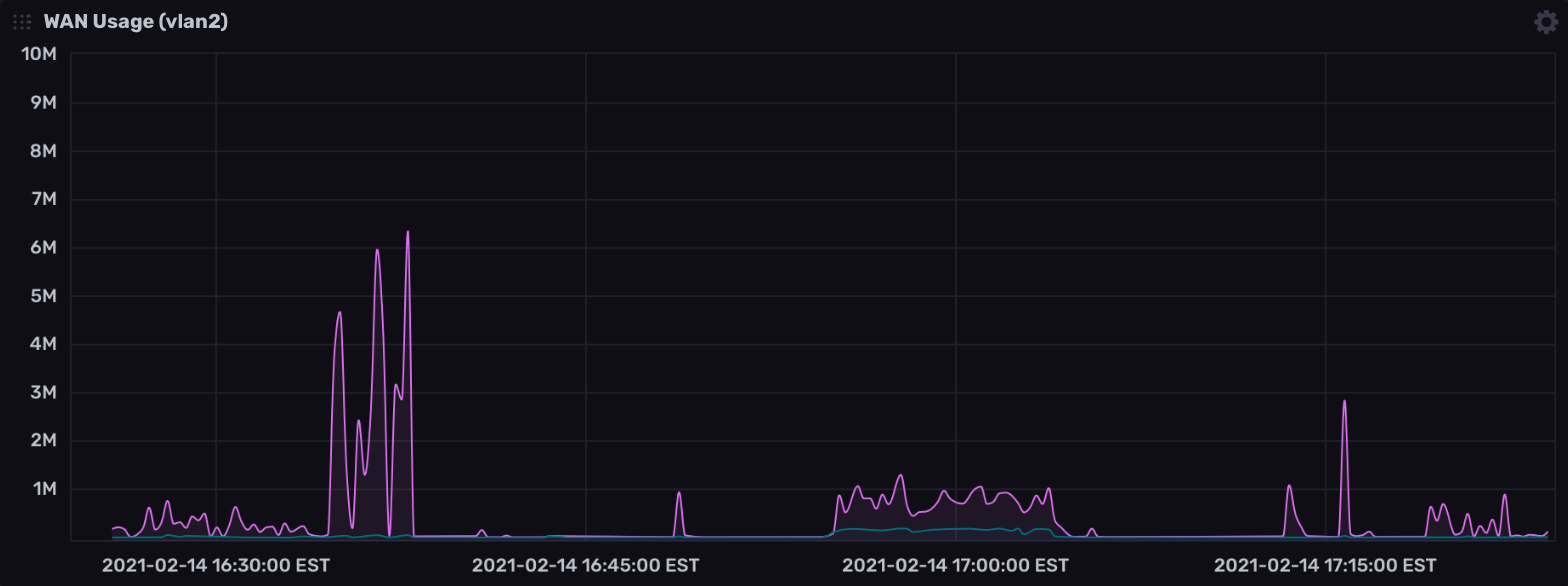 WAN Usage (vlan2)
10M
9M
8M
7M
6M
5M
4M
3M
2M
1M
2021-02-14 16:30:00 EST
2021-02-14 16:45:00 EST
2021-02-14 17:00:00 EST
2021-02-14 17:15:00 EST